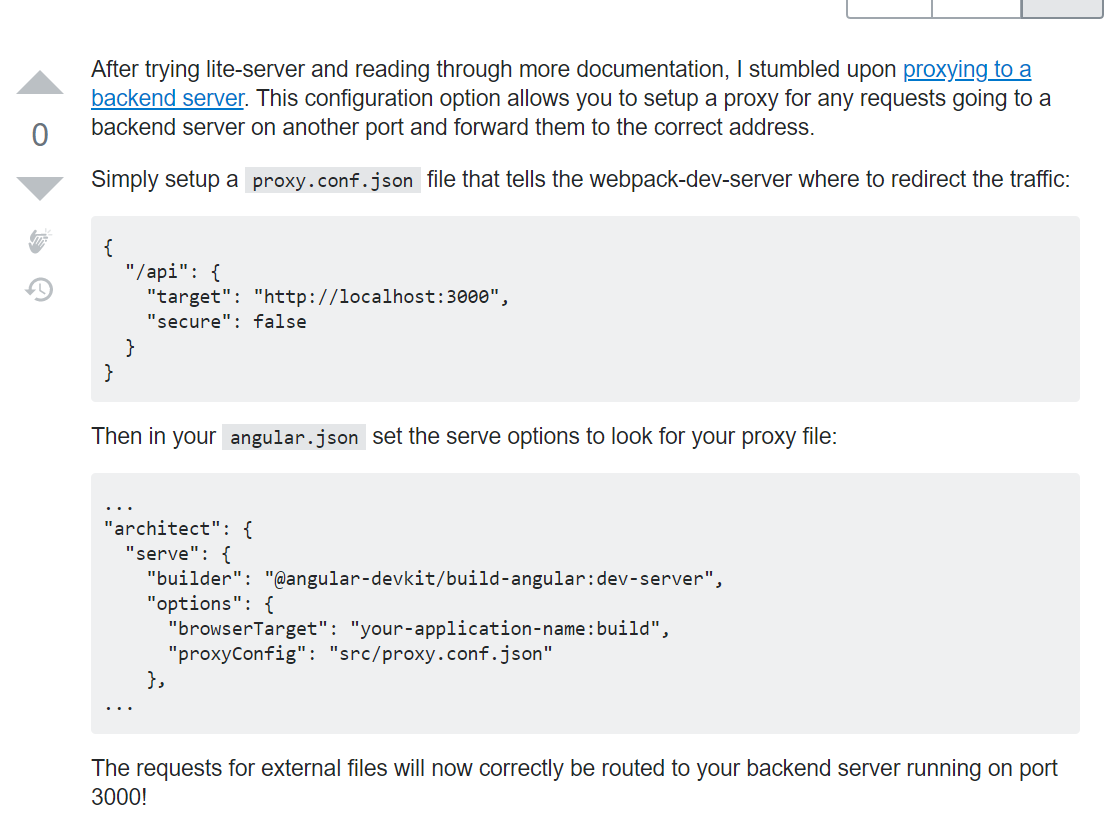 After trying lite-server and reading through more documentation, I stumbled upon proxying to a
backend server. This configuration option allows you to setup a proxy for any requests going to a
backend server on another port and forward them to the correct address.
0
Simply setup a proxy.conf.json file that tells the webpack-dev-server where to redirect the traffic:
{
  "/api": {
    "target": "http://localhost:3000",
    "secure": false
  }
}
Then in your angular.json set the serve options to look for your proxy file:
...
"architect": {
  "serve": {
    "builder": "@angular-devkit/build-angular:dev-server",
    "options": {
      "browserTarget": "your-application-name:build",
      "proxyConfig": "src/proxy.conf.json"
    },
...
The requests for external files will now correctly be routed to your backend server running on port
3000!